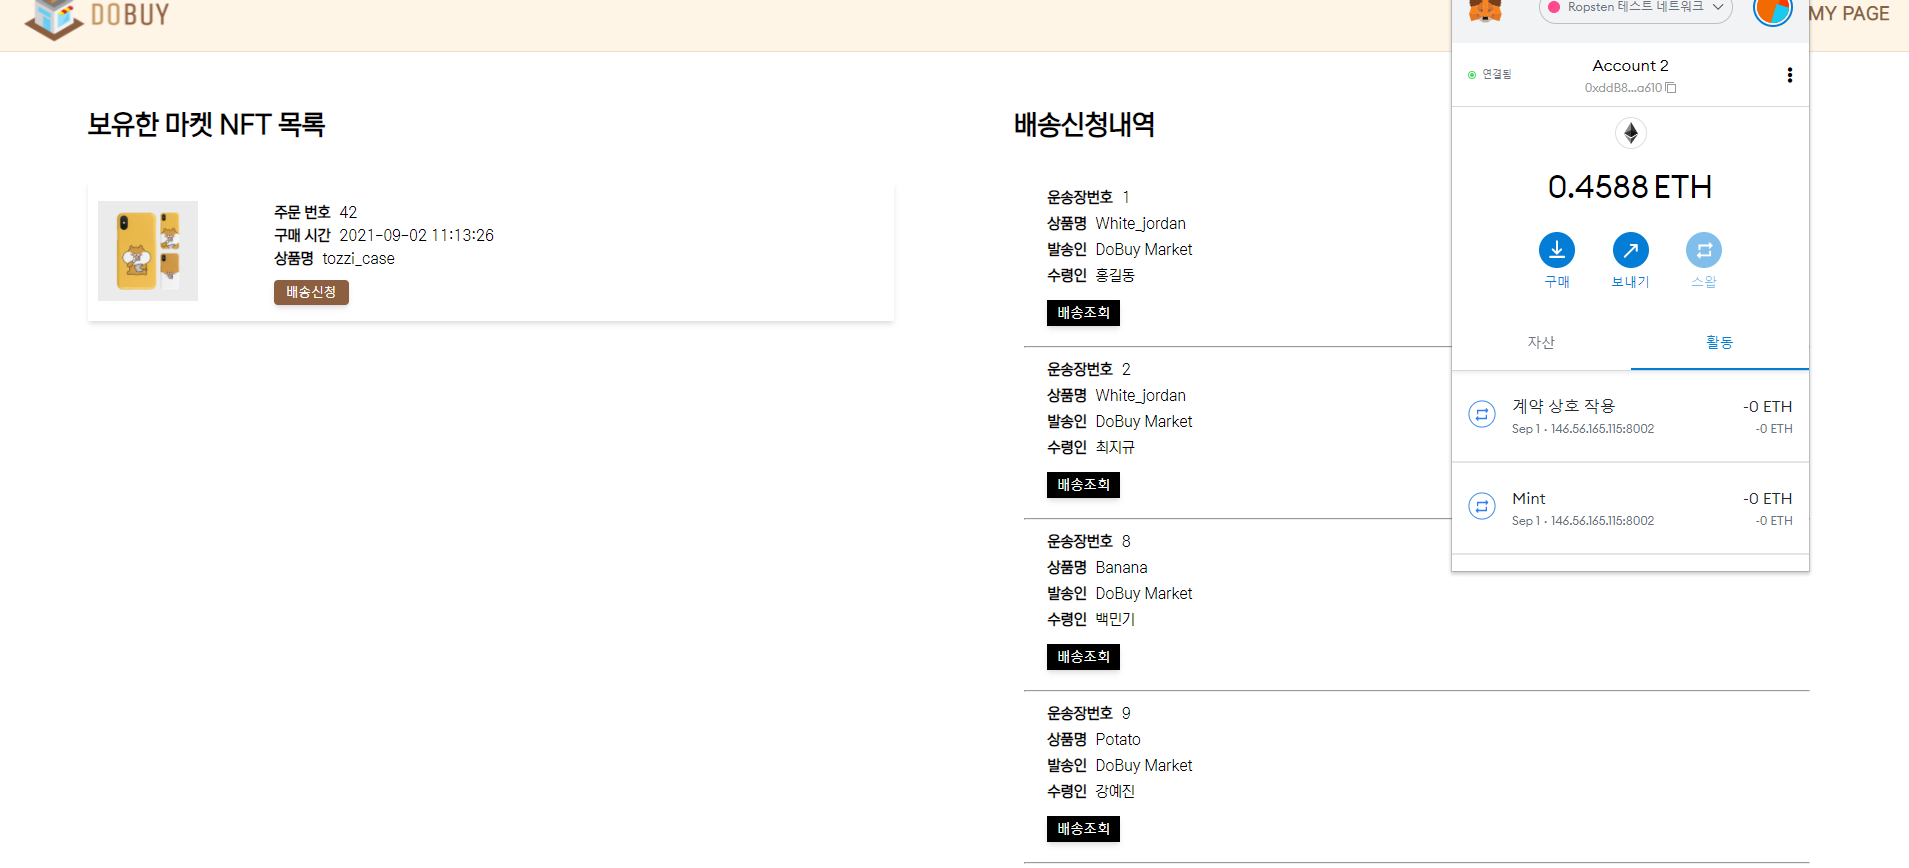 DOBUY
MY PAGE
보유한 마켓 NFT 목록
주문 번호 42
구매 시간 2021-09-02 11:13:26
상품명 tozzi_case
배송신청
배송신청내역
운송장번호 1
상품명 White_jordan
발송인 DoBuy Market
수령인 홍길동
배송조회
운송장번호 2
상품명 White_jordan
발송인 DoBuy Market
수령인 최지규
배송조회
운송장번호 8
상품명 Banana
발송인 DoBuy Market
수령인 백민기
배송조회
운송장번호 9
상품명 Potato
발송인 DoBuy Market
수령인 강예진
배송조회
Ropsten 테스트 네트워크
연결됨
Account 2
0xddB8...a610
0.4588 ETH
구매 보내기 스왑
자산 활동
계약 상호 작용 -0 ETH
Sep 1 · 146.56.165.115:8002 -0 ETH
Mint -0 ETH
Sep 1 · 146.56.165.115:8002 -0 ETH